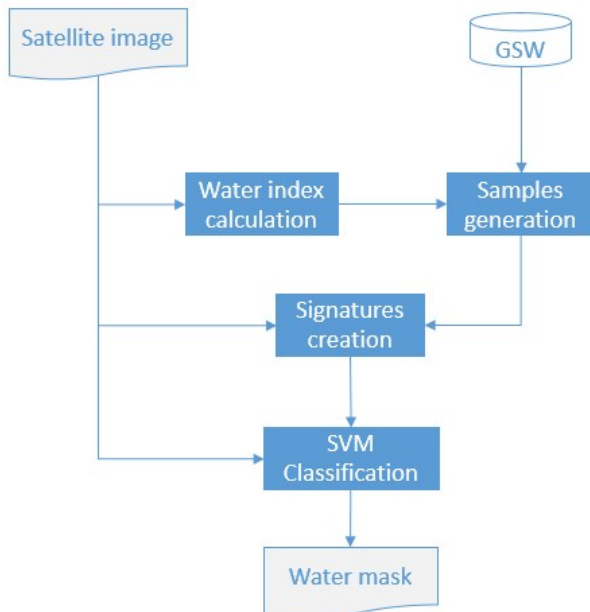 Satellite image
GSW
Water index
calculation
Samples
generation
Signatures
creation
SVM
Classification
Water mask